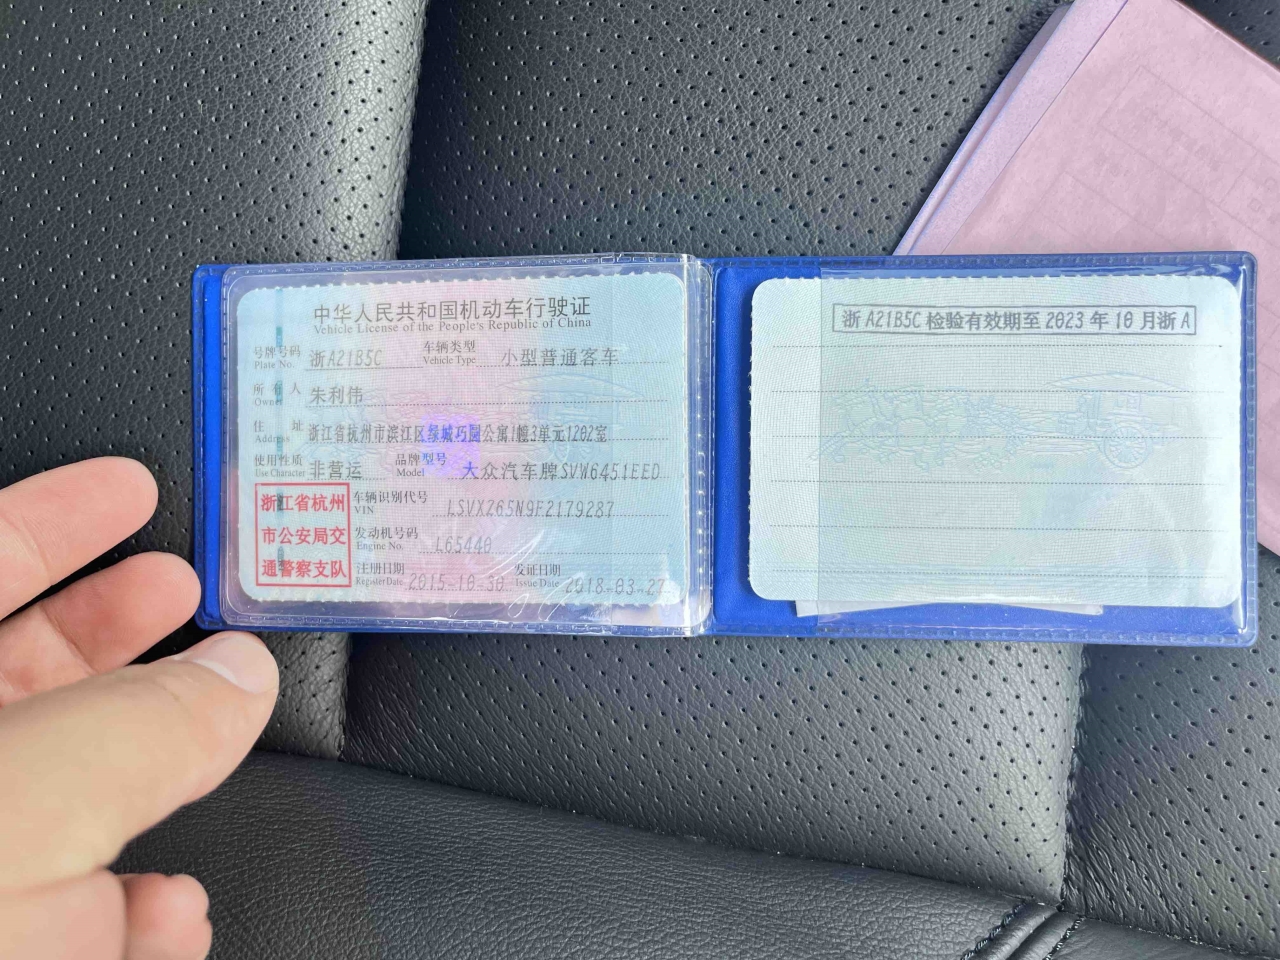 中华人民共和国机动车行驶证
Vehicle License of the People's Republic of China
号牌号码 浙A21B5C 车辆类型 小型普通客车
Plate No. Vehicle Type
所有人 朱利伟
Owner
住址 浙江省杭州市滨江区绿城巧园公寓1幢3单元1202室
Address
使用性质 非营运 品牌型号 大众汽车牌SVW6451EED
Use Character Model
浙江省杭州
市公安局交
通警察支队
车辆识别代号 LSVX265N9F2179287
VIN
发动机号码 L65440
Engine No.
注册日期 2015-10-30 发证日期 2018-03-27
Register Date Issue Date
浙A21B5C检验有效期至2023年10月浙A